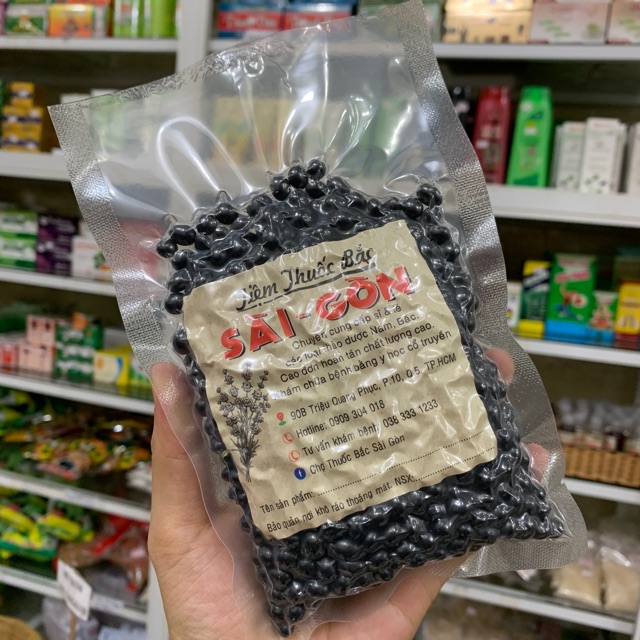 Tiệm Thuốc Bắc
SÀI-GÒN
Chuyên cung cấp sỉ & lẻ
các loại thảo dược Nam, Bắc.
Cao đơn hoàn tán chất lượng cao.
Khám chữa bệnh bằng y học cổ truyền
90B Triệu Quang Phục, P.10, Q.5, TP.HCM
Hotline: 0909 304 018
Tư vấn khám bệnh: 038 333 1233
Chợ Thuốc Bắc Sài Gòn
Tên sản phẩm:
Bảo quản nơi khô ráo thoáng mát. NSX: